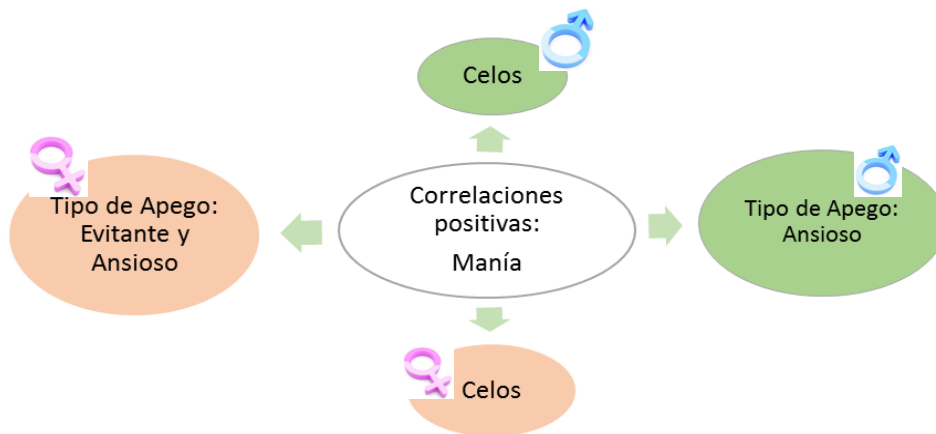 Celos
Tipo de Apego:
Evitante y
Ansioso
Correlaciones
positivas:
Manía
Tipo de Apego:
Ansioso
Celos